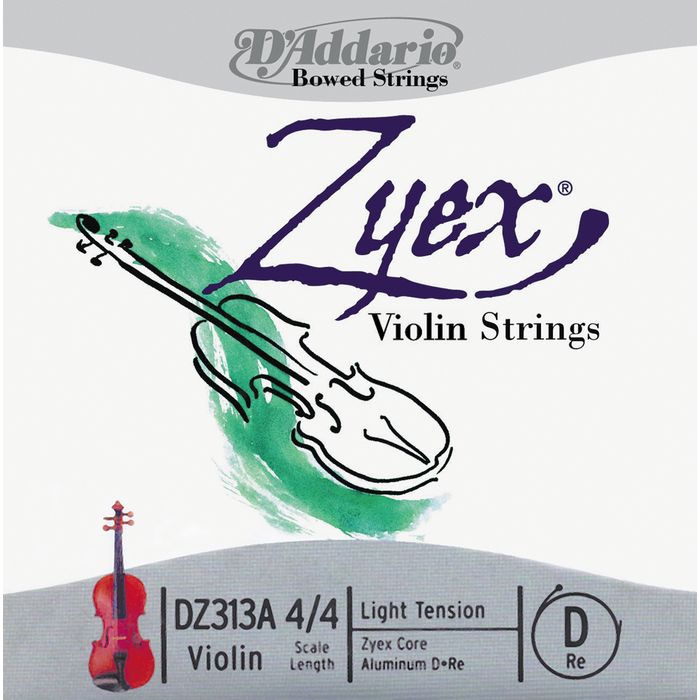 D'Addario®
Bowed Strings
Zyex®
Violin Strings
DZ313A 4/4
Violin
Scale
Length
Light Tension
Zyex Core
Aluminum D•Re
D
Re